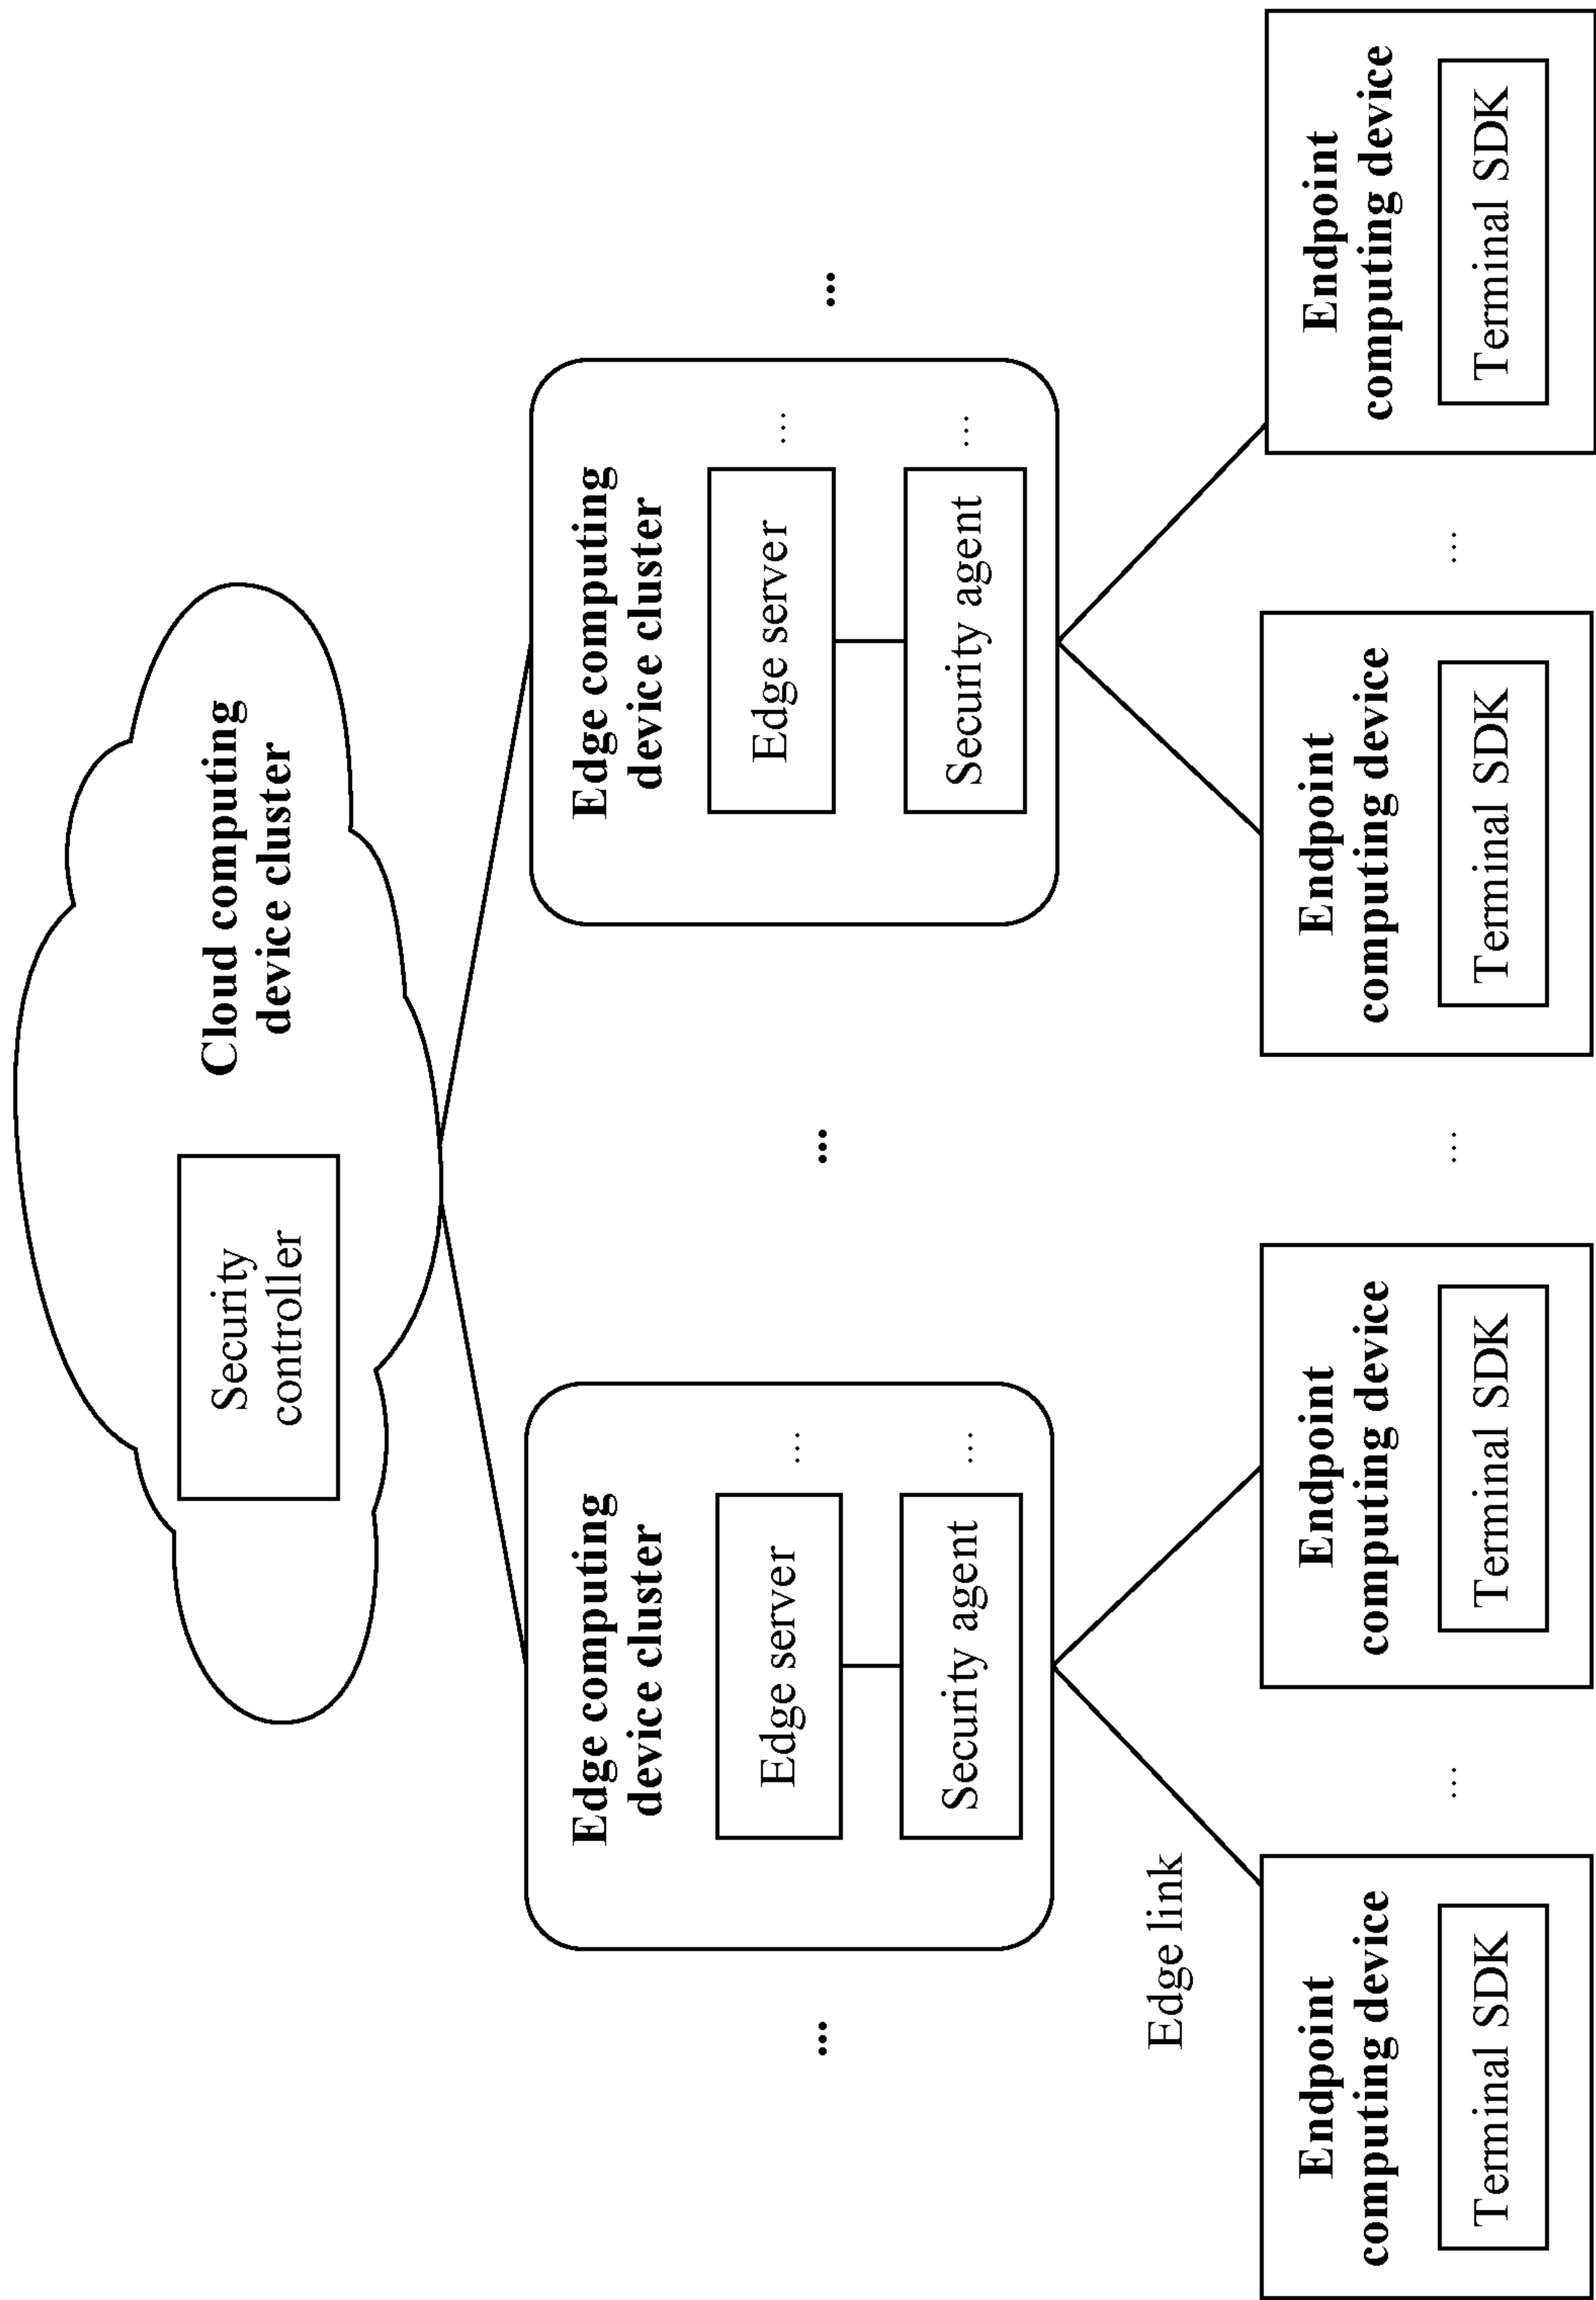 Security
controller
Cloud computing
device cluster
Edge computing
device cluster
Edge server
...
Security agent
...
Edge computing
device cluster
Edge server
...
Security agent
...
...
...
...
Edge link
Endpoint
computing device
Terminal SDK
...
Endpoint
computing device
Terminal SDK
...
Endpoint
computing device
Terminal SDK
...
Endpoint
computing device
Terminal SDK